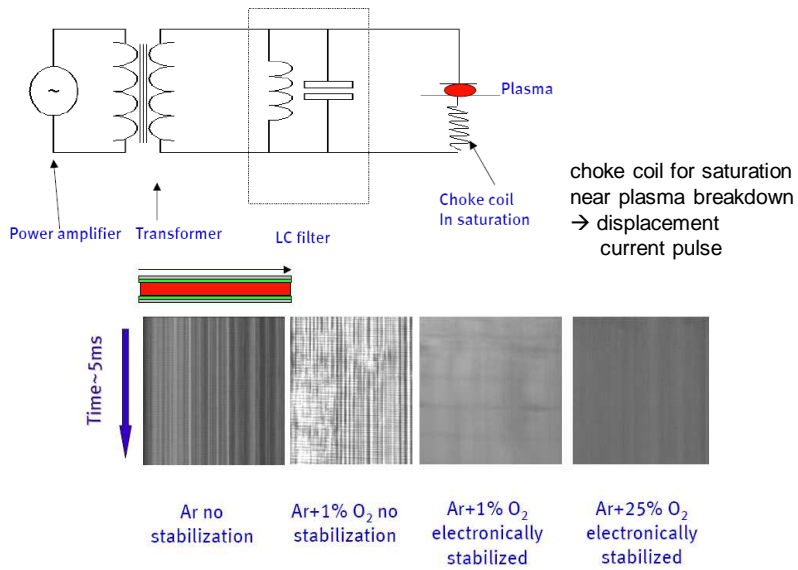 ~
Plasma
Choke coil
In saturation
choke coil for saturation
near plasma breakdown
→ displacement
current pulse
Power amplifier
Transformer
LC filter
Time~5ms
Ar no
stabilization
Ar+1% O₂ no
stabilization
Ar+1% O₂
electronically
stabilized
Ar+25% O₂
electronically
stabilized